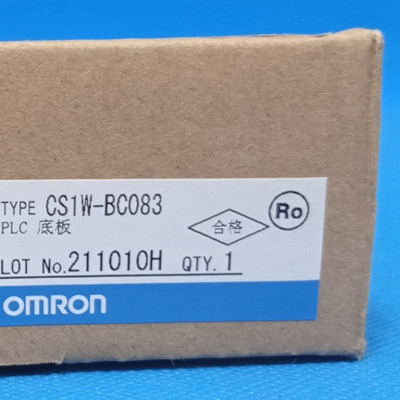 TYPE CS1W-BC083
PLC 底板
合格
Ro
LOT No.211010H QTY.1
OMRON